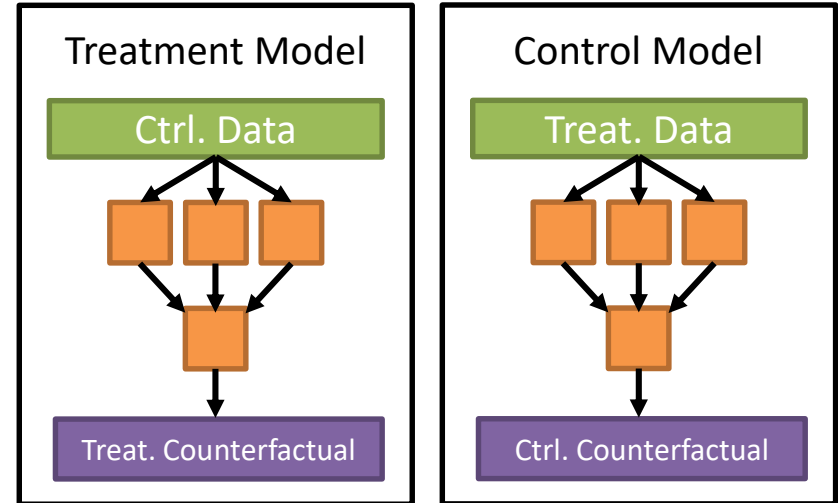 Treatment Model
Ctrl. Data
Treat. Counterfactual
Control Model
Treat. Data
Ctrl. Counterfactual